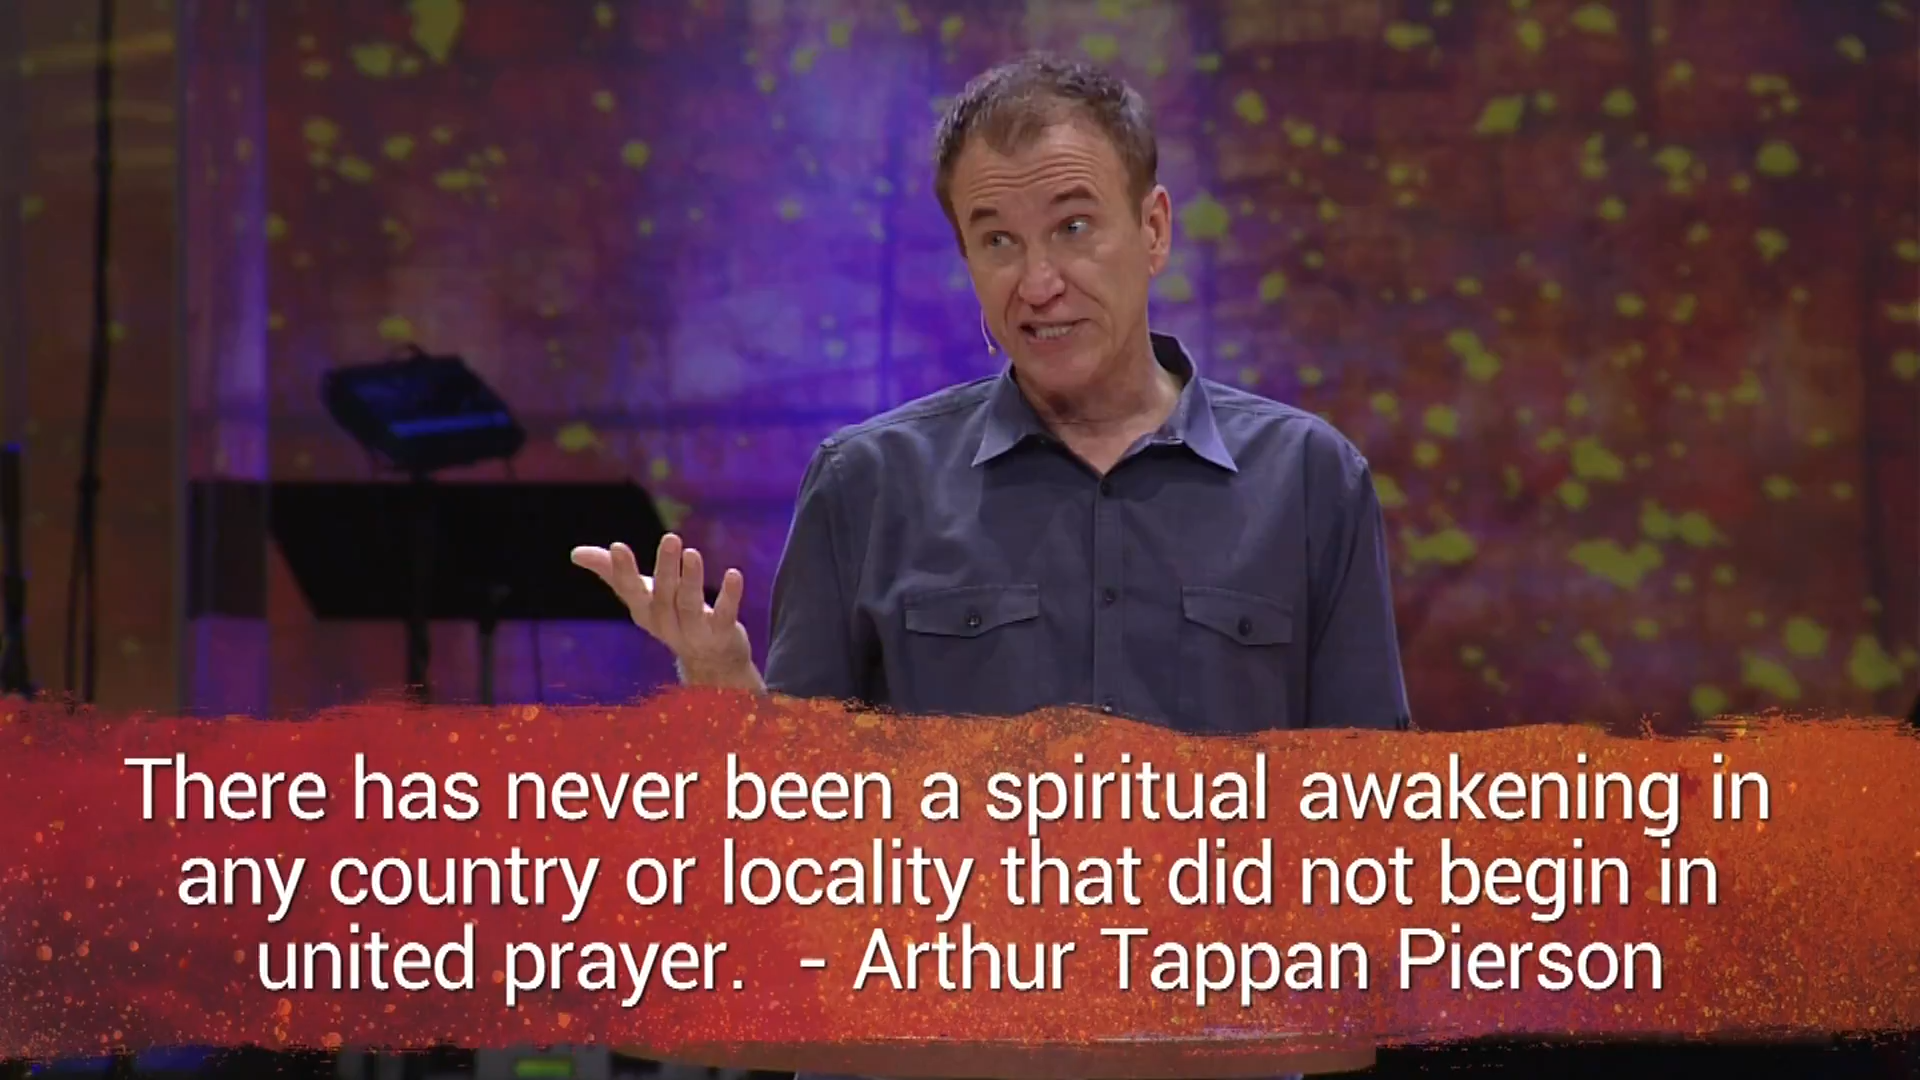 There has never been a spiritual awakening in
any country or locality that did not begin in
united prayer.  - Arthur Tappan Pierson